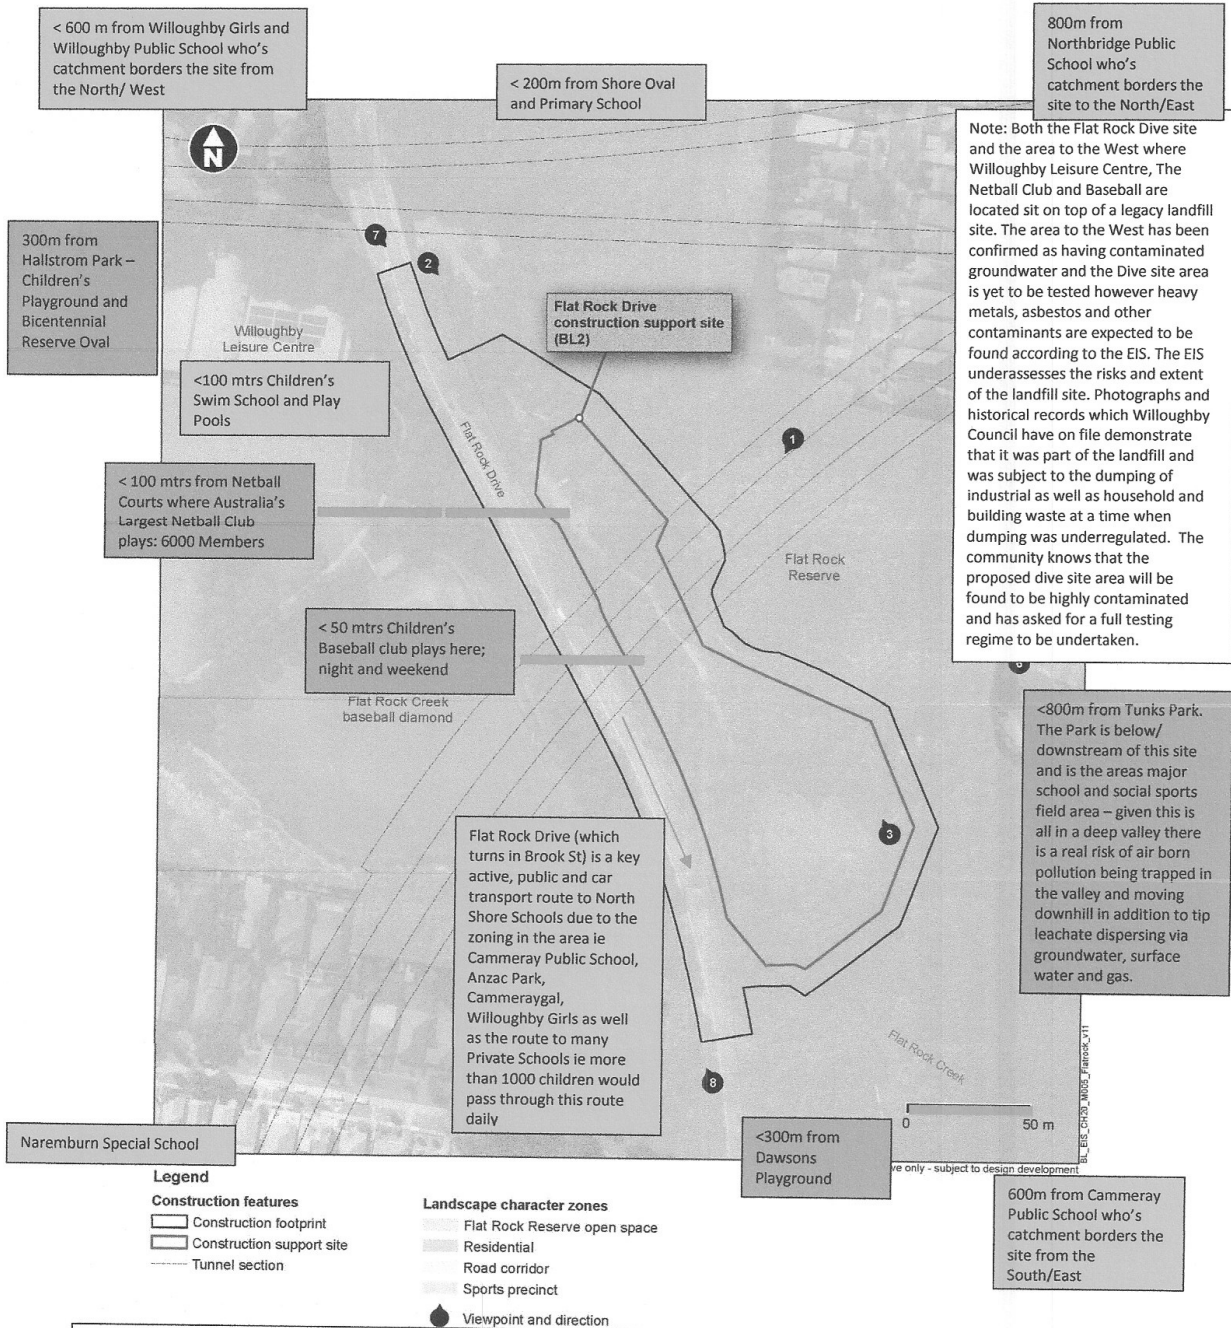 < 600 m from Willoughby Girls and
Willoughby Public School who's
catchment borders the site from
the North/ West
< 200m from Shore Oval
and Primary School
800m from
Northbridge Public
School who's
catchment borders the
site to the North/East
N
Note: Both the Flat Rock Dive site
and the area to the West where
Willoughby Leisure Centre, The
Netball Club and Baseball are
located sit on top of a legacy landfill
site. The area to the West has been
confirmed as having contaminated
groundwater and the Dive site area
is yet to be tested however heavy
metals, asbestos and other
contaminants are expected to be
found according to the EIS. The EIS
underassesses the risks and extent
of the landfill site. Photographs and
historical records which Willoughby
Council have on file demonstrate
that it was part of the landfill and
was subject to the dumping of
industrial as well as household and
building waste at a time when
dumping was underregulated. The
community knows that the
proposed dive site area will be
found to be highly contaminated
and has asked for a full testing
regime to be undertaken.
300m from
Hallstrom Park –
Children's
Playground and
Bicentennial
Reserve Oval
7
2
Flat Rock Drive
construction support site
(BL2)
Willoughby
Leisure Centre
<100 mtrs Children's
Swim School and Play
Pools
Flat Rock Drive
1
< 100 mtrs from Netball
Courts where Australia's
Largest Netball Club
plays: 6000 Members
Flat Rock
Reserve
< 50 mtrs Children's
Baseball club plays here;
night and weekend
Flat Rock Creek
baseball diamond
6
<800m from Tunks Park.
The Park is below/
downstream of this site
and is the areas major
school and social sports
field area – given this is
all in a deep valley there
is a real risk of air born
pollution being trapped in
the valley and moving
downhill in addition to tip
leachate dispersing via
groundwater, surface
water and gas.
3
Flat Rock Drive (which
turns in Brook St) is a key
active, public and car
transport route to North
Shore Schools due to the
zoning in the area ie
Cammeray Public School,
Anzac Park,
Cammeraygal,
Willoughby Girls as well
as the route to many
Private Schools ie more
than 1000 children would
pass through this route
daily
8
Flat Rock Creek
0 50 m
BL_EIS_CH20_M005_Flatrock_v11
Naremburn Special School
<300m from
Dawsons
Playground
ve only - subject to design development
600m from Cammeray
Public School who's
catchment borders the
site from the
South/East
Legend
Construction features
Construction footprint
Construction support site
Tunnel section
Landscape character zones
Flat Rock Reserve open space
Residential
Road corridor
Sports precinct
Viewpoint and direction